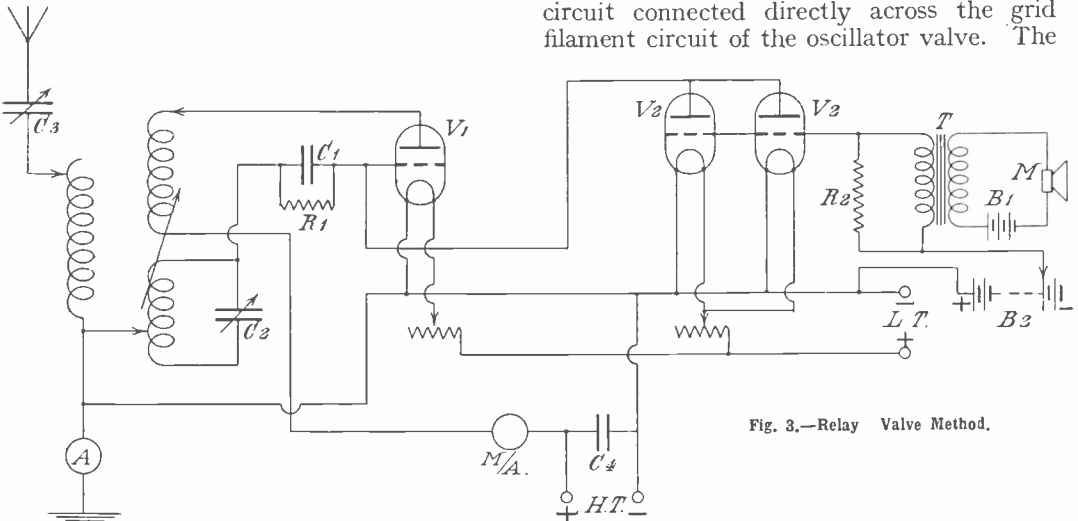 circuit connected directly across the grid
filament circuit of the oscillator valve. The
C3
C1
R1
V1
C2
V2
V2
T
M
R2
B1
+
B2
-
-
L.T.
+
A
M/A.
C4
+
H.T.
-
Fig. 3.—Relay Valve Method.